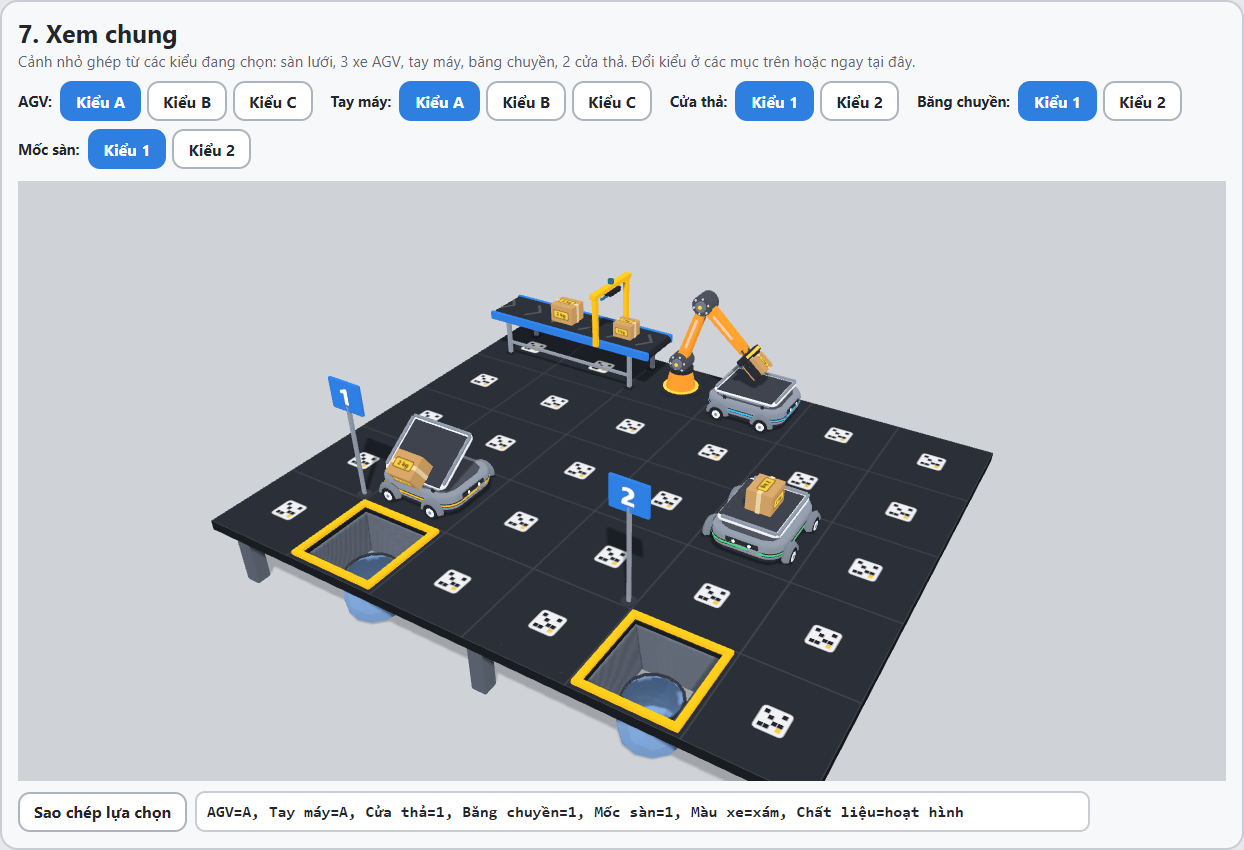 7. Xem chung
Cảnh nhỏ ghép từ các kiểu đang chọn: sàn lưới, 3 xe AGV, tay máy, băng chuyền, 2 cửa thả. Đổi kiểu ở các mục trên hoặc ngay tại đây.
AGV: Kiểu A Kiểu B Kiểu C Tay máy: Kiểu A Kiểu B Kiểu C Cửa thả: Kiểu 1 Kiểu 2 Băng chuyền: Kiểu 1 Kiểu 2
Mốc sàn: Kiểu 1 Kiểu 2
1
2 kg
2
Sao chép lựa chọn AGV=A, Tay máy=A, Cửa thả=1, Băng chuyền=1, Mốc sàn=1, Màu xe=xám, Chất liệu=hoạt hình